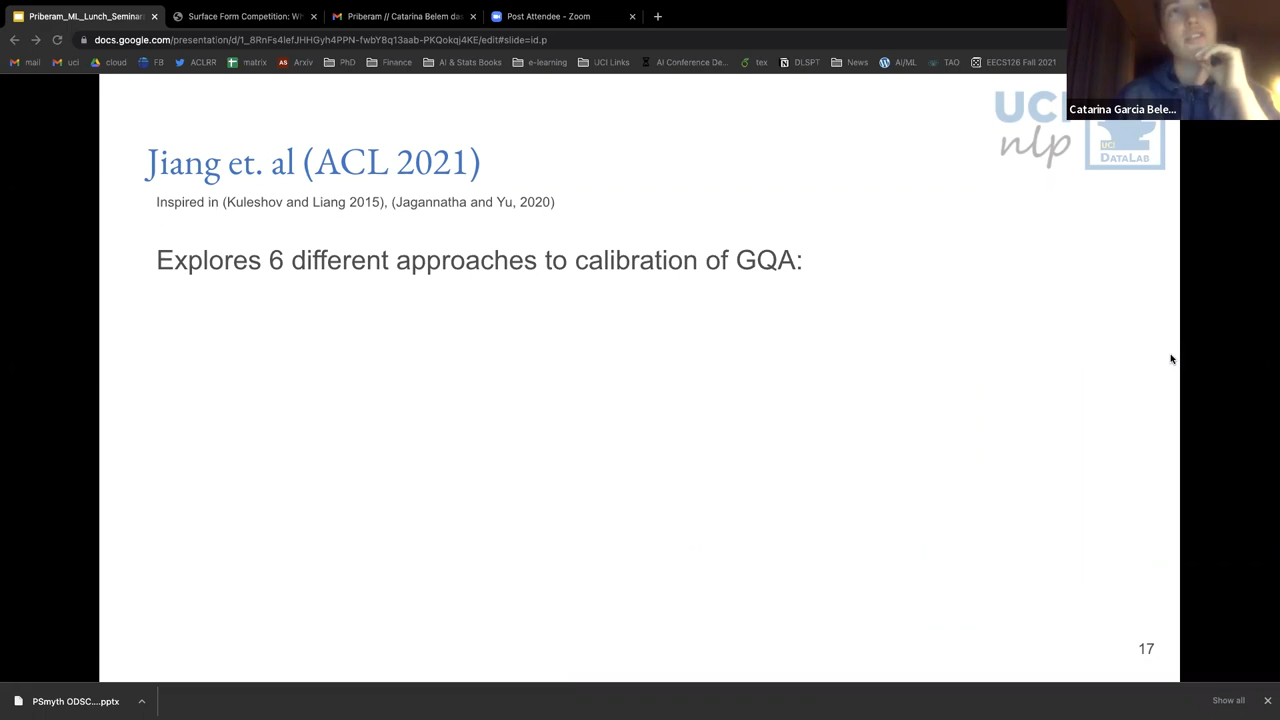 Priberam_ML_Lunch_Seminar
Surface Form Competition: Wh
Priberam // Catarina Belem das
Post Attendee - Zoom
docs.google.com/presentation/d/1_8RnFs4lefJHHGyh4PPN-fwbY8q13aab-PKQokqj4KE/edit#slide=id.p
mail
uci
cloud
FB
ACLRR
matrix
Arxiv
PhD
Finance
AI & Stats Books
e-learning
UCI Links
AI Conference De...
tex
DLSPT
News
AI/ML
TAO
EECS126 Fall 2021
Catarina Garcia Bele...
UCI
nlp
UCI
DATALAB
Jiang et. al (ACL 2021)
Inspired in (Kuleshov and Liang 2015), (Jagannatha and Yu, 2020)
Explores 6 different approaches to calibration of GQA:
17
PSmyth ODSC....pptx
Show all